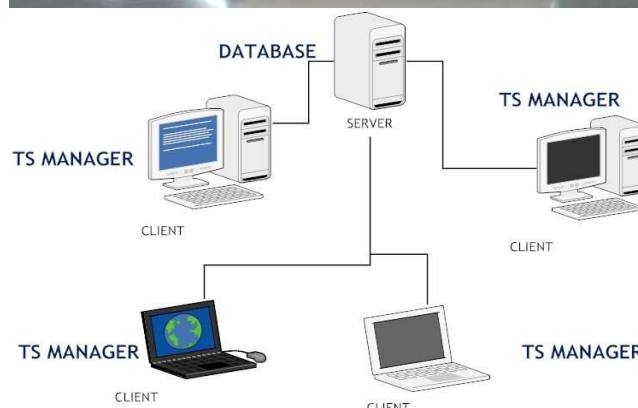 DATABASE
TS MANAGER
SERVER
TS MANAGER
CLIENT
CLIENT
TS MANAGER
TS MANAGER
CLIENT
CLIENT